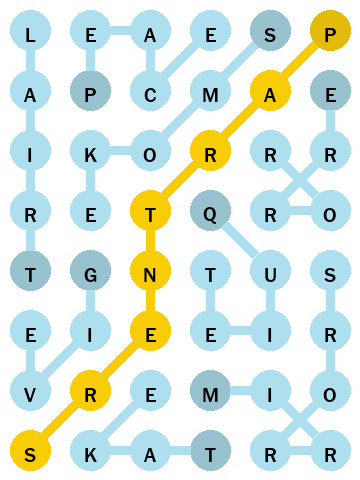 L E A E S P
A P C M A E
I K O R R R
R E T Q R O
T G N T U S
E I E E I R
V R E M I O
S K A T R R